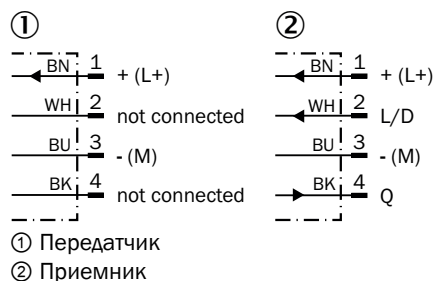 ① ②
BN 1 + (L+)
WH 2 not connected
BU 3 - (M)
BK 4 not connected
BN 1 + (L+)
WH 2 L/D
BU 3 - (M)
BK 4 Q
① Передатчик
② Приемник